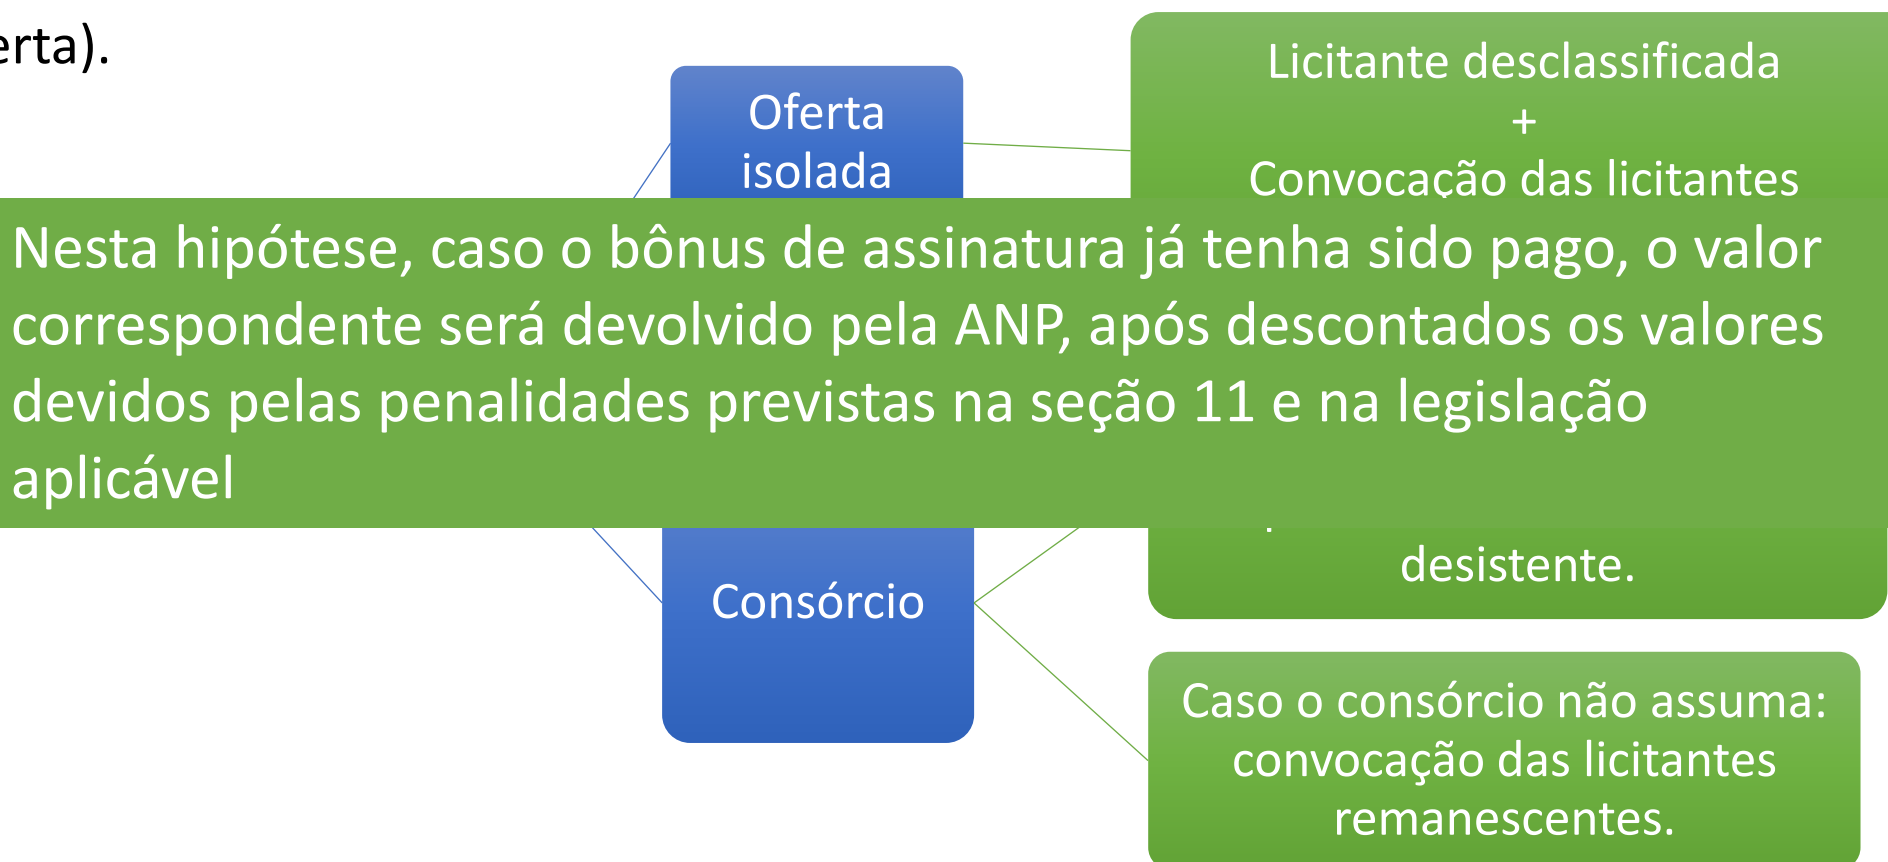 erta).
Oferta
isolada
Licitante desclassificada
+
Convocação das licitantes
Nesta hipótese, caso o bônus de assinatura já tenha sido pago, o valor
correspondente será devolvido pela ANP, após descontados os valores
devidos pelas penalidades previstas na seção 11 e na legislação
aplicável
desistente.
Consórcio
Caso o consórcio não assuma:
convocação das licitantes
remanescentes.